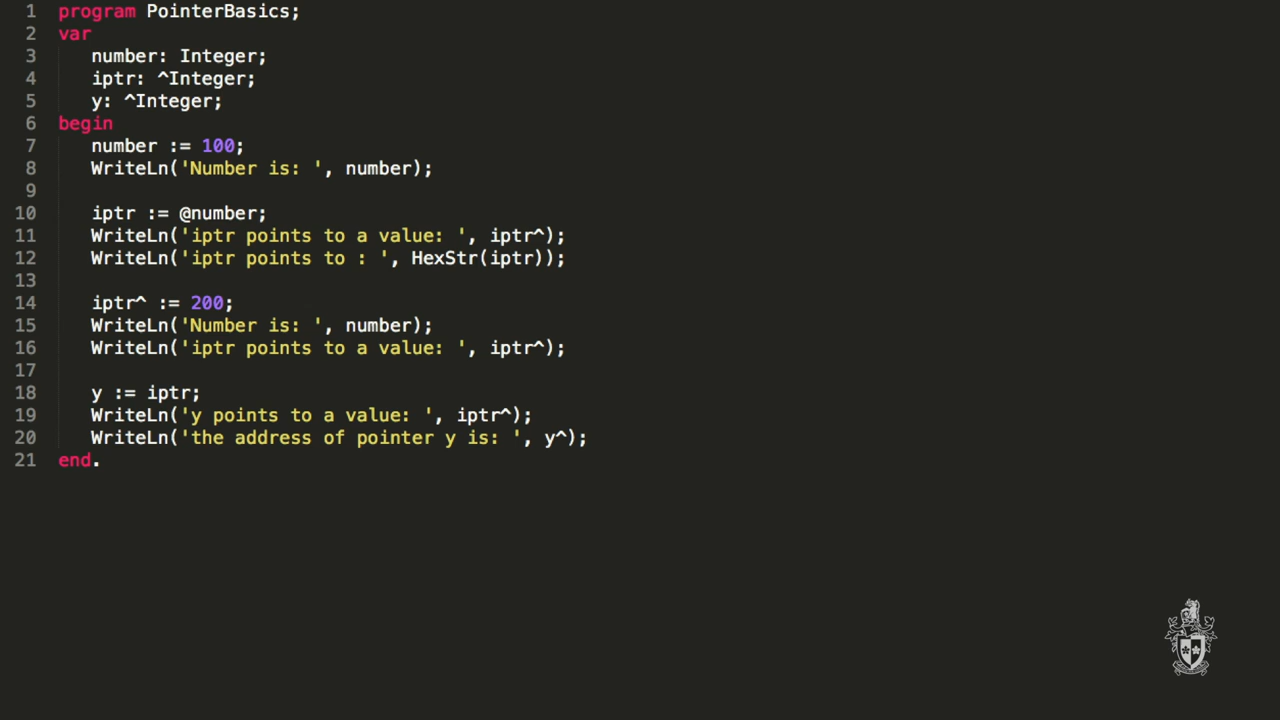 1 program PointerBasics;
2 var
3 number: Integer;
4 iptr: ^Integer;
5 y: ^Integer;
6 begin
7 number := 100;
8 WriteLn('Number is: ', number);
9
10 iptr := @number;
11 WriteLn('iptr points to a value: ', iptr^);
12 WriteLn('iptr points to : ', HexStr(iptr));
13
14 iptr^ := 200;
15 WriteLn('Number is: ', number);
16 WriteLn('iptr points to a value: ', iptr^);
17
18 y := iptr;
19 WriteLn('y points to a value: ', iptr^);
20 WriteLn('the address of pointer y is: ', y^);
21 end.